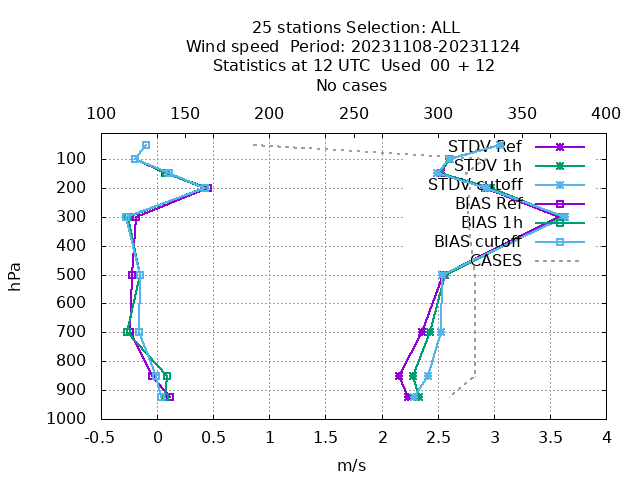 25 stations Selection: ALL
Wind speed  Period: 20231108-20231124
Statistics at 12 UTC  Used  00 + 12
No cases
100 150 200 250 300 350 400
STDV Ref
STDV 1h
STDV cutoff
BIAS Ref
BIAS 1h
BIAS cutoff
CASES
hPa
100
200
300
400
500
600
700
800
900
1000
-0.5 0 0.5 1 1.5 2 2.5 3 3.5 4
m/s